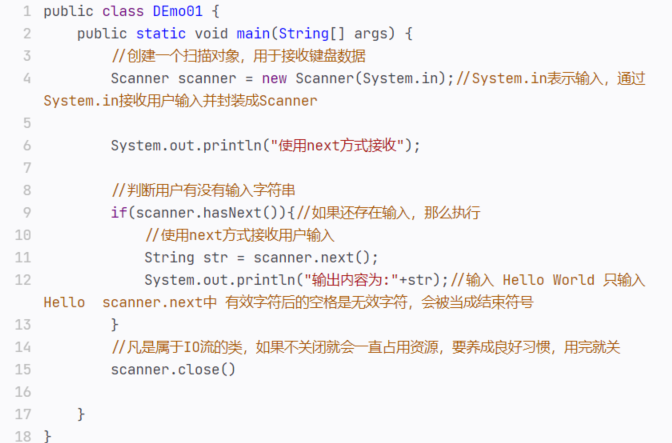 1 public class DEmo01 {
2 public static void main(String[] args) {
3 //创建一个扫描对象，用于接收键盘数据
4 Scanner scanner = new Scanner(System.in);//System.in表示输入，通过
System.in接收用户输入并封装成Scanner
5
6 System.out.println("使用next方式接收");
7
8 //判断用户有没有输入字符串
9 if(scanner.hasNext()){//如果还存在输入，那么执行
10 //使用next方式接收用户输入
11 String str = scanner.next();
12 System.out.println("输出内容为:"+str);//输入 Hello World 只输入
Hello  scanner.next中 有效字符后的空格是无效字符，会被当成结束符号
13 }
14 //凡是属于IO流的类，如果不关闭就会一直占用资源，要养成良好习惯，用完就关
15 scanner.close()
16
17 }
18 }